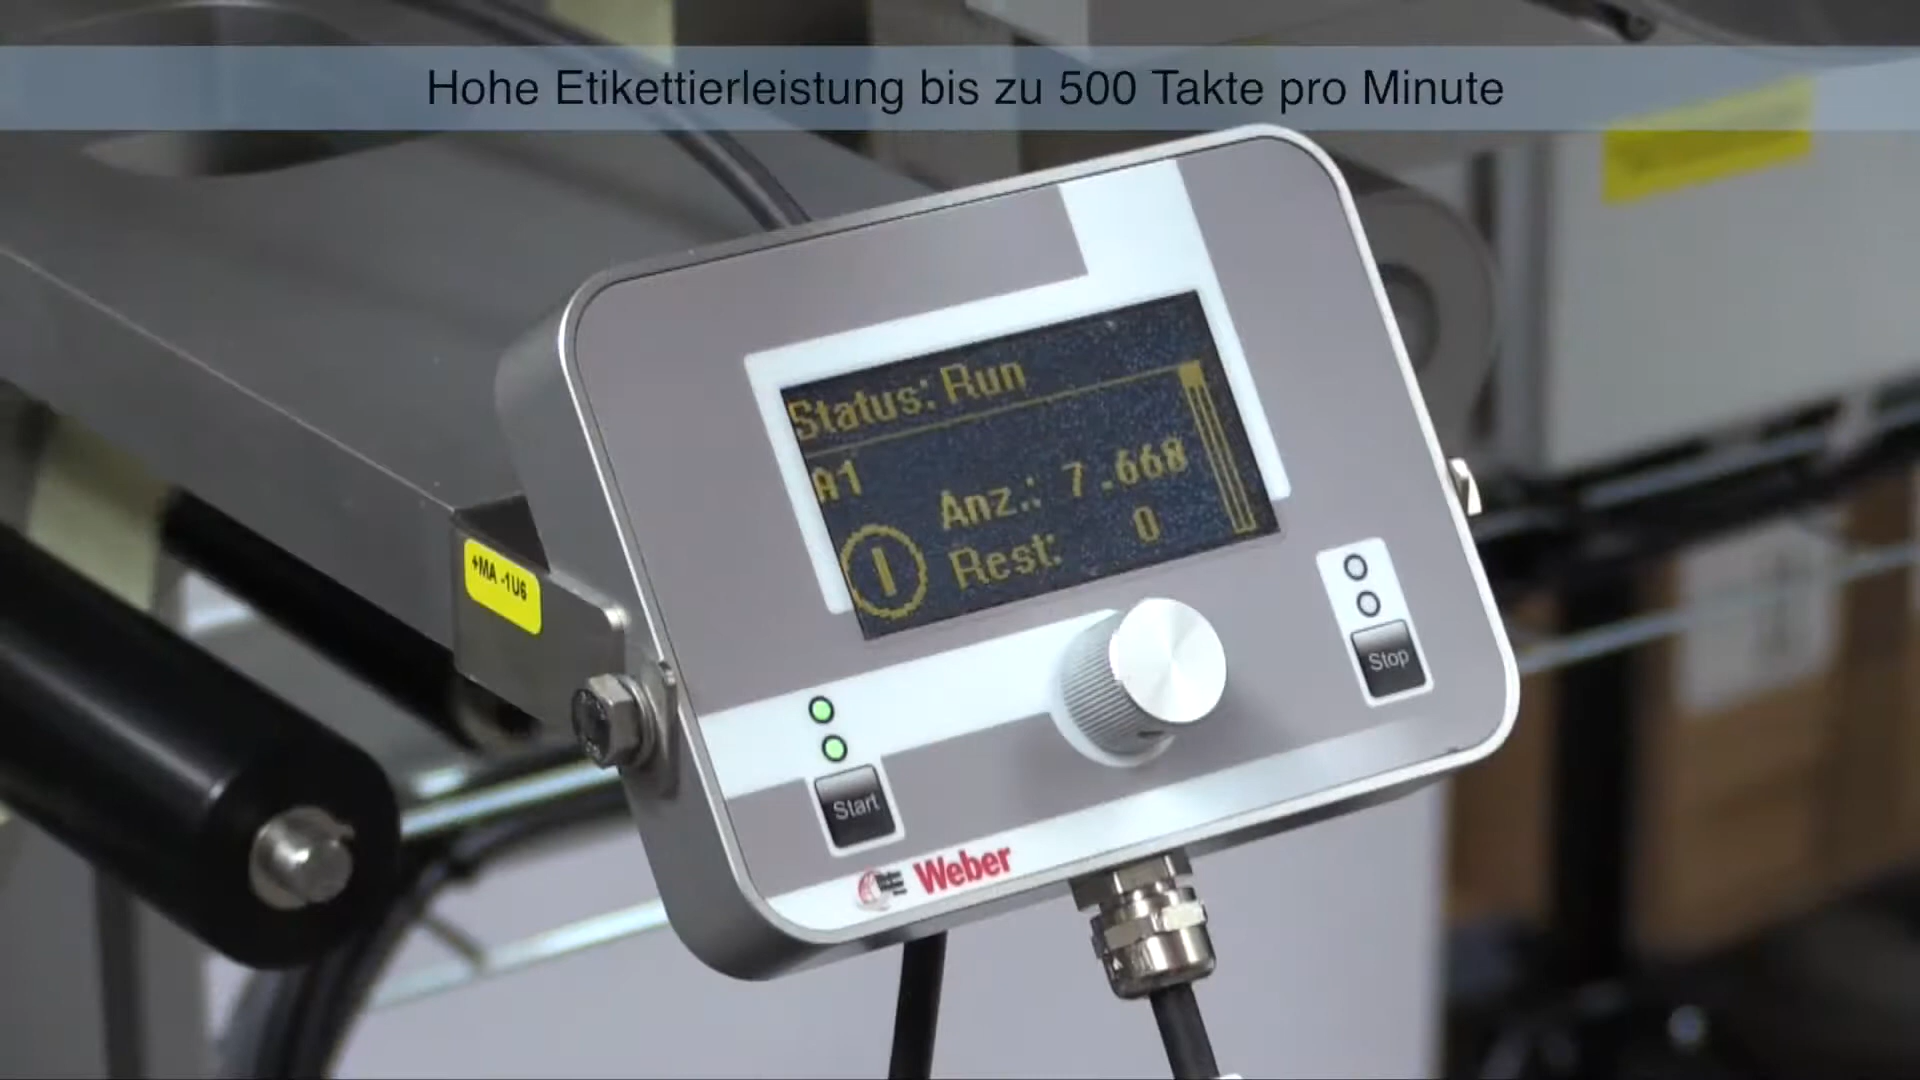 Hohe Etikettierleistung bis zu 500 Takte pro Minute
Status: Run
A1
Anz.: 7.668
Rest: 0
+MA -1U6
Stop
Start
Weber